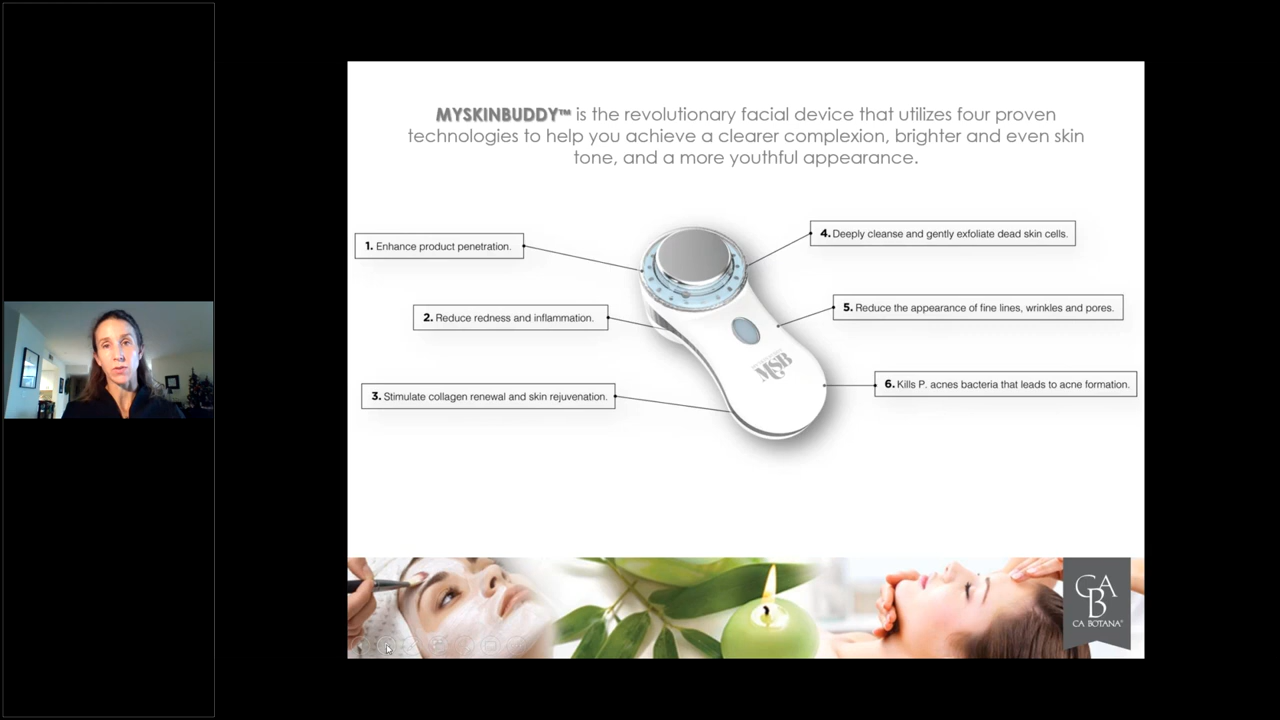 MYSKINBUDDY™ is the revolutionary facial device that utilizes four proven
technologies to help you achieve a clearer complexion, brighter and even skin
tone, and a more youthful appearance.
1. Enhance product penetration.
2. Reduce redness and inflammation.
3. Stimulate collagen renewal and skin rejuvenation.
4. Deeply cleanse and gently exfoliate dead skin cells.
5. Reduce the appearance of fine lines, wrinkles and pores.
6. Kills P. acnes bacteria that leads to acne formation.
MSB
CAB
CA BOTANA®